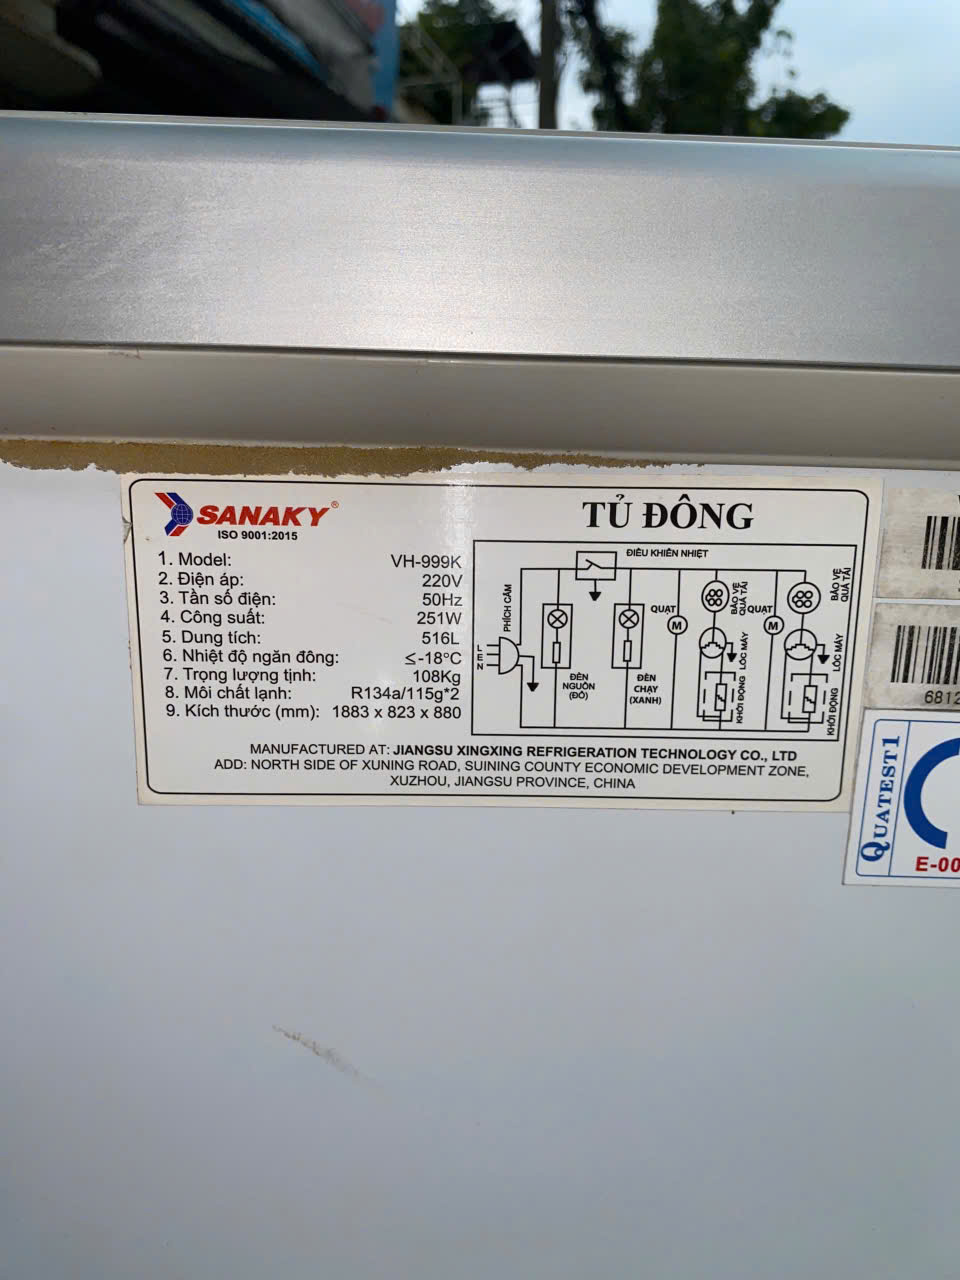 SANAKY®
ISO 9001:2015
TỦ ĐÔNG
1. Model: VH-999K
2. Điện áp: 220V
3. Tần số điện: 50Hz
4. Công suất: 251W
5. Dung tích: 516L
6. Nhiệt độ ngăn đông: ≤-18°C
7. Trọng lượng tịnh: 108Kg
8. Môi chất lạnh: R134a/115g*2
9. Kích thước (mm): 1883 x 823 x 880
ĐIỀU KHIỂN NHIỆT
PHÍCH CẮM
L
E
N
ĐÈN
NGUỒN
(ĐỎ)
ĐÈN
CHẠY
(XANH)
QUẠT
M
BẢO VỆ
QUÁ TẢI
LỐC MÁY
KHỞI ĐỘNG
QUẠT
M
BẢO VỆ
QUÁ TẢI
LỐC MÁY
KHỞI ĐỘNG
MANUFACTURED AT: JIANGSU XINGXING REFRIGERATION TECHNOLOGY CO., LTD
ADD: NORTH SIDE OF XUNING ROAD, SUINING COUNTY ECONOMIC DEVELOPMENT ZONE,
XUZHOU, JIANGSU PROVINCE, CHINA
6812
QUATEST1
E-00